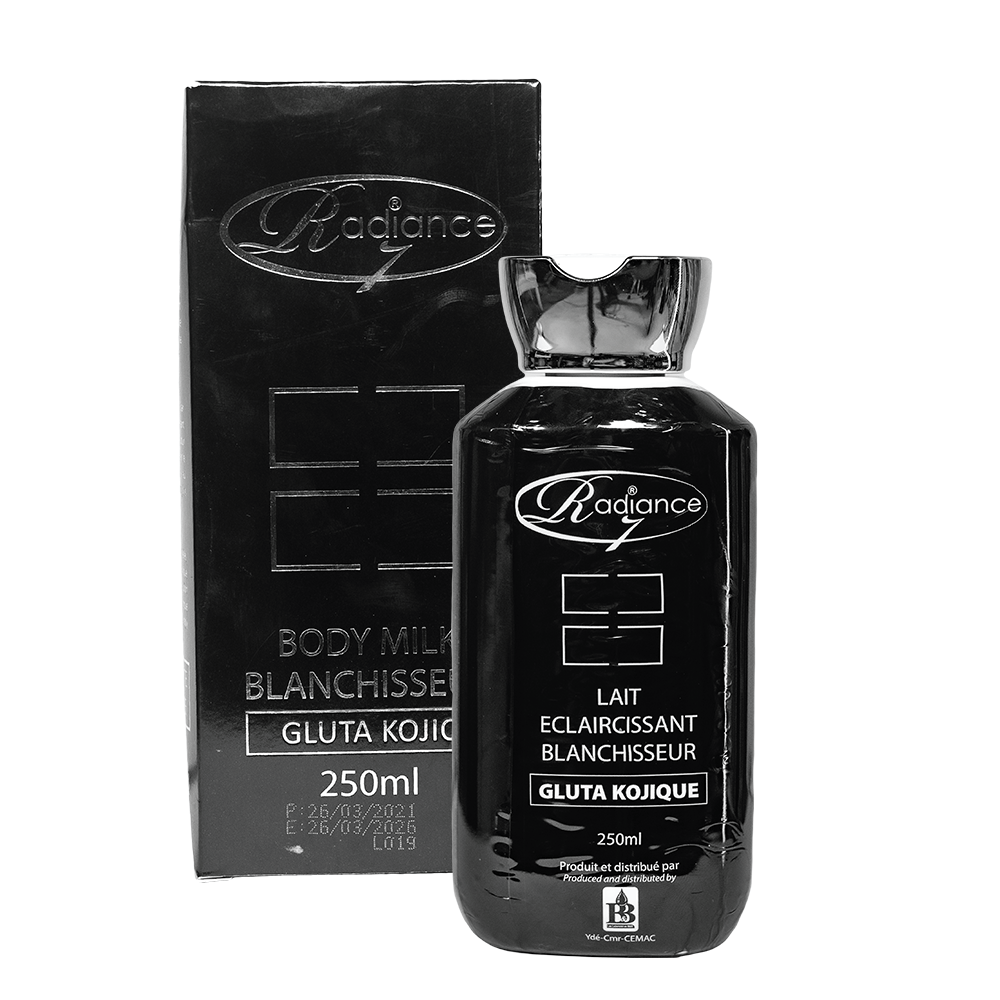 Radiance®
7
BODY MILK
BLANCHISSEU
GLUTA KOJIQ
250ml
P:26/03/2021
E:26/03/2026
L019
Radiance®
7
LAIT
ECLAIRCISSANT
BLANCHISSEUR
GLUTA KOJIQUE
250ml
Produit et distribué par
Produced and distributed by
Ydé-Cmr-CEMAC